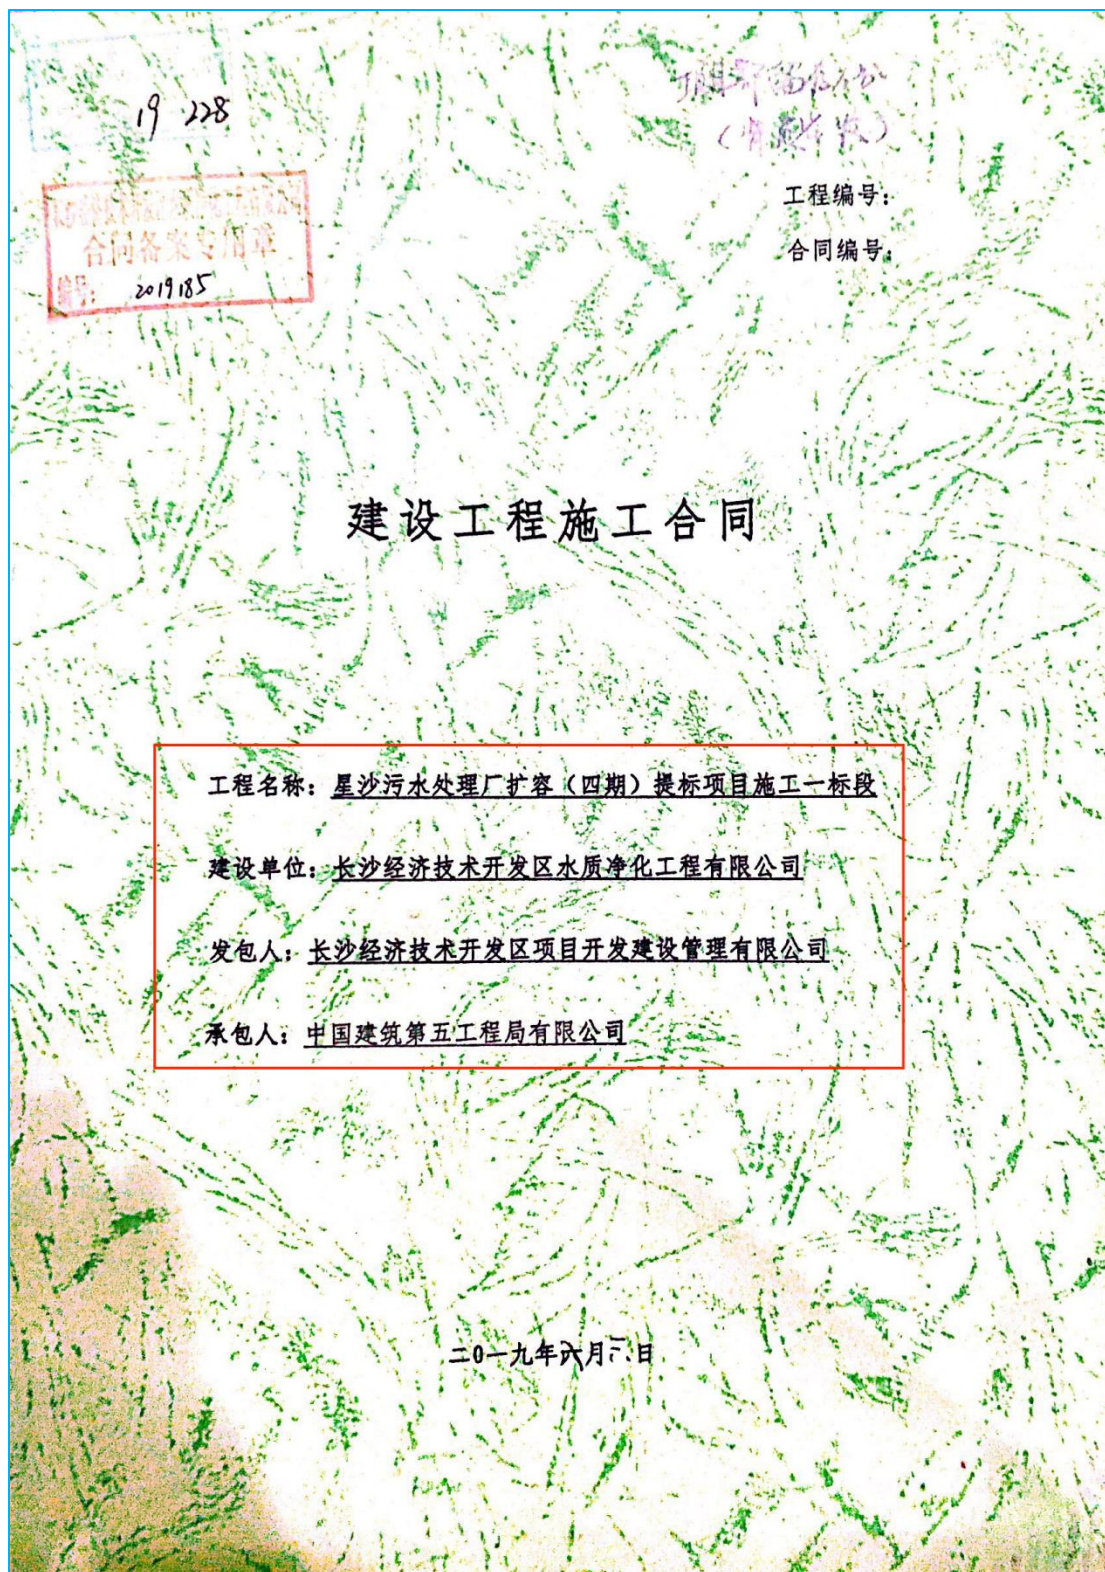 19 228
工程编号：
合同编号：
合同备案专用章
编号： 2019185
建设工程施工合同
工程名称：星沙污水处理厂扩容（四期）提标项目施工一标段
建设单位：长沙经济技术开发区水质净化工程有限公司
发包人：长沙经济技术开发区项目开发建设管理有限公司
承包人：中国建筑第五工程局有限公司
二0一九年六月 日